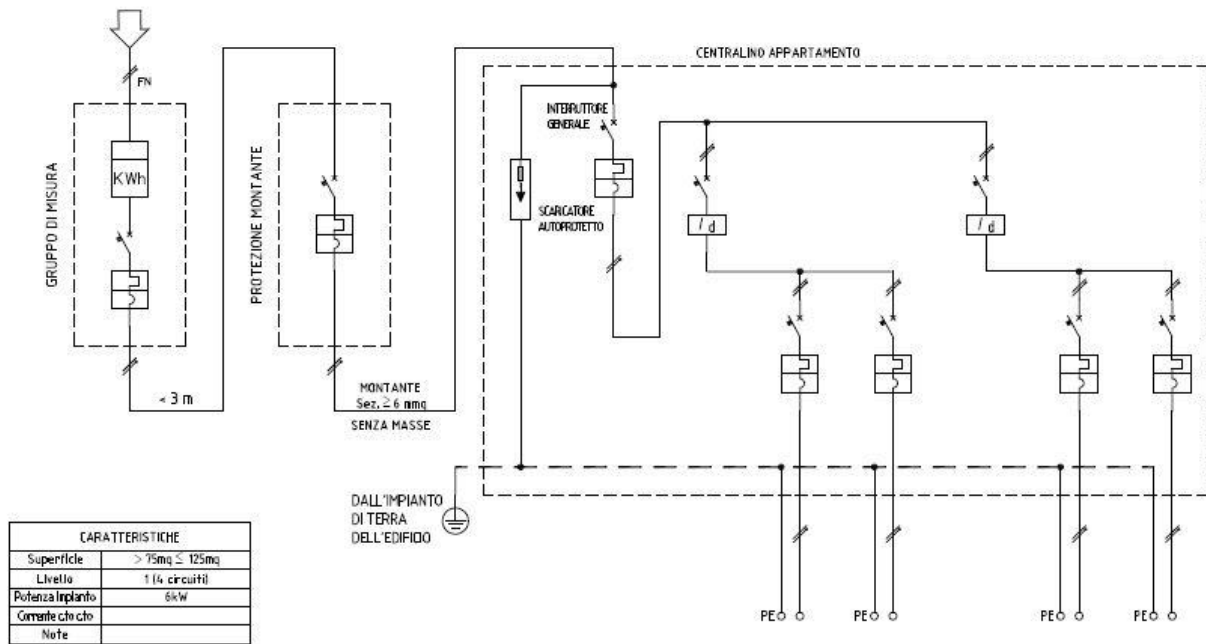 CENTRALINO APPARTAMENTO
FN
INTERRUTTORE
GENERALE
GRUPPO DI MISURA
KWh
PROTEZIONE MONTANTE
SCARICATORE
AUTOPROTETTO
I d
I d
< 3 m
MONTANTE
Sez. ≥ 6 mmq
SENZA MASSE
DALL'IMPIANTO
DI TERRA
DELL'EDIFICIO
CARATTERISTICHE
Superficie > 75mq ≤ 125mq
Livello 1 (4 circuiti)
Potenza Impianto 6kW
Corrente cto cto
Note
PE PE PE PE